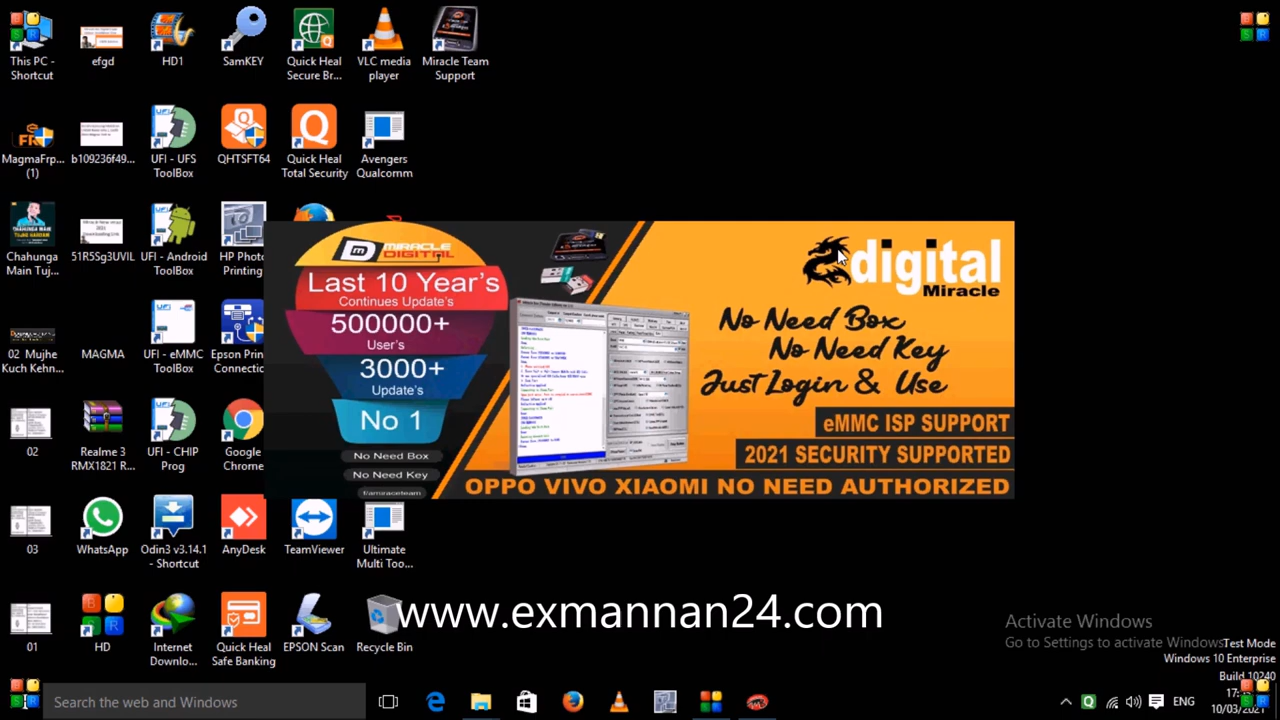 This PC -
Shortcut
efgd
HD1
SamKEY
Quick Heal
Secure Br...
VLC media
player
Miracle Team
Support
MagmaFrp...
(1)
b109236f49...
UFI - UFS
ToolBox
QHTSFT64
Quick Heal
Total Security
Avengers
Qualcomm
Chahunga
Main Tuj...
51R5Sg3UVIL
UFI - Android
ToolBox
HP Photo
Printing
02 Mujhe
Kuch Kehn...
MAGMA
UFI - eMMC
ToolBox
Epson Prin
Connectic
02
Realme 3
RMX1821 R...
UFI - CHIP
Prog
Google
Chrome
03
WhatsApp
Odin3 v3.14.1
- Shortcut
AnyDesk
TeamViewer
Ultimate
Multi Too...
01
HD
Internet
Downlo...
Quick Heal
Safe Banking
EPSON Scan
Recycle Bin
MIRACLE
DIGITAL
Last 10 Year's
Continues Update's
500000+
User's
3000+
Update's
No 1
No Need Box
No Need Key
digital
Miracle
No Need Box
No Need Key
Just Login & Use
eMMC ISP SUPPORT
2021 SECURITY SUPPORTED
OPPO VIVO XIAOMI NO NEED AUTHORIZED
www.exmannan24.com
Activate Windows
Go to Settings to activate Windows
Test Mode
Windows 10 Enterprise
Build 10240
Search the web and Windows
ENG
10/03/2021